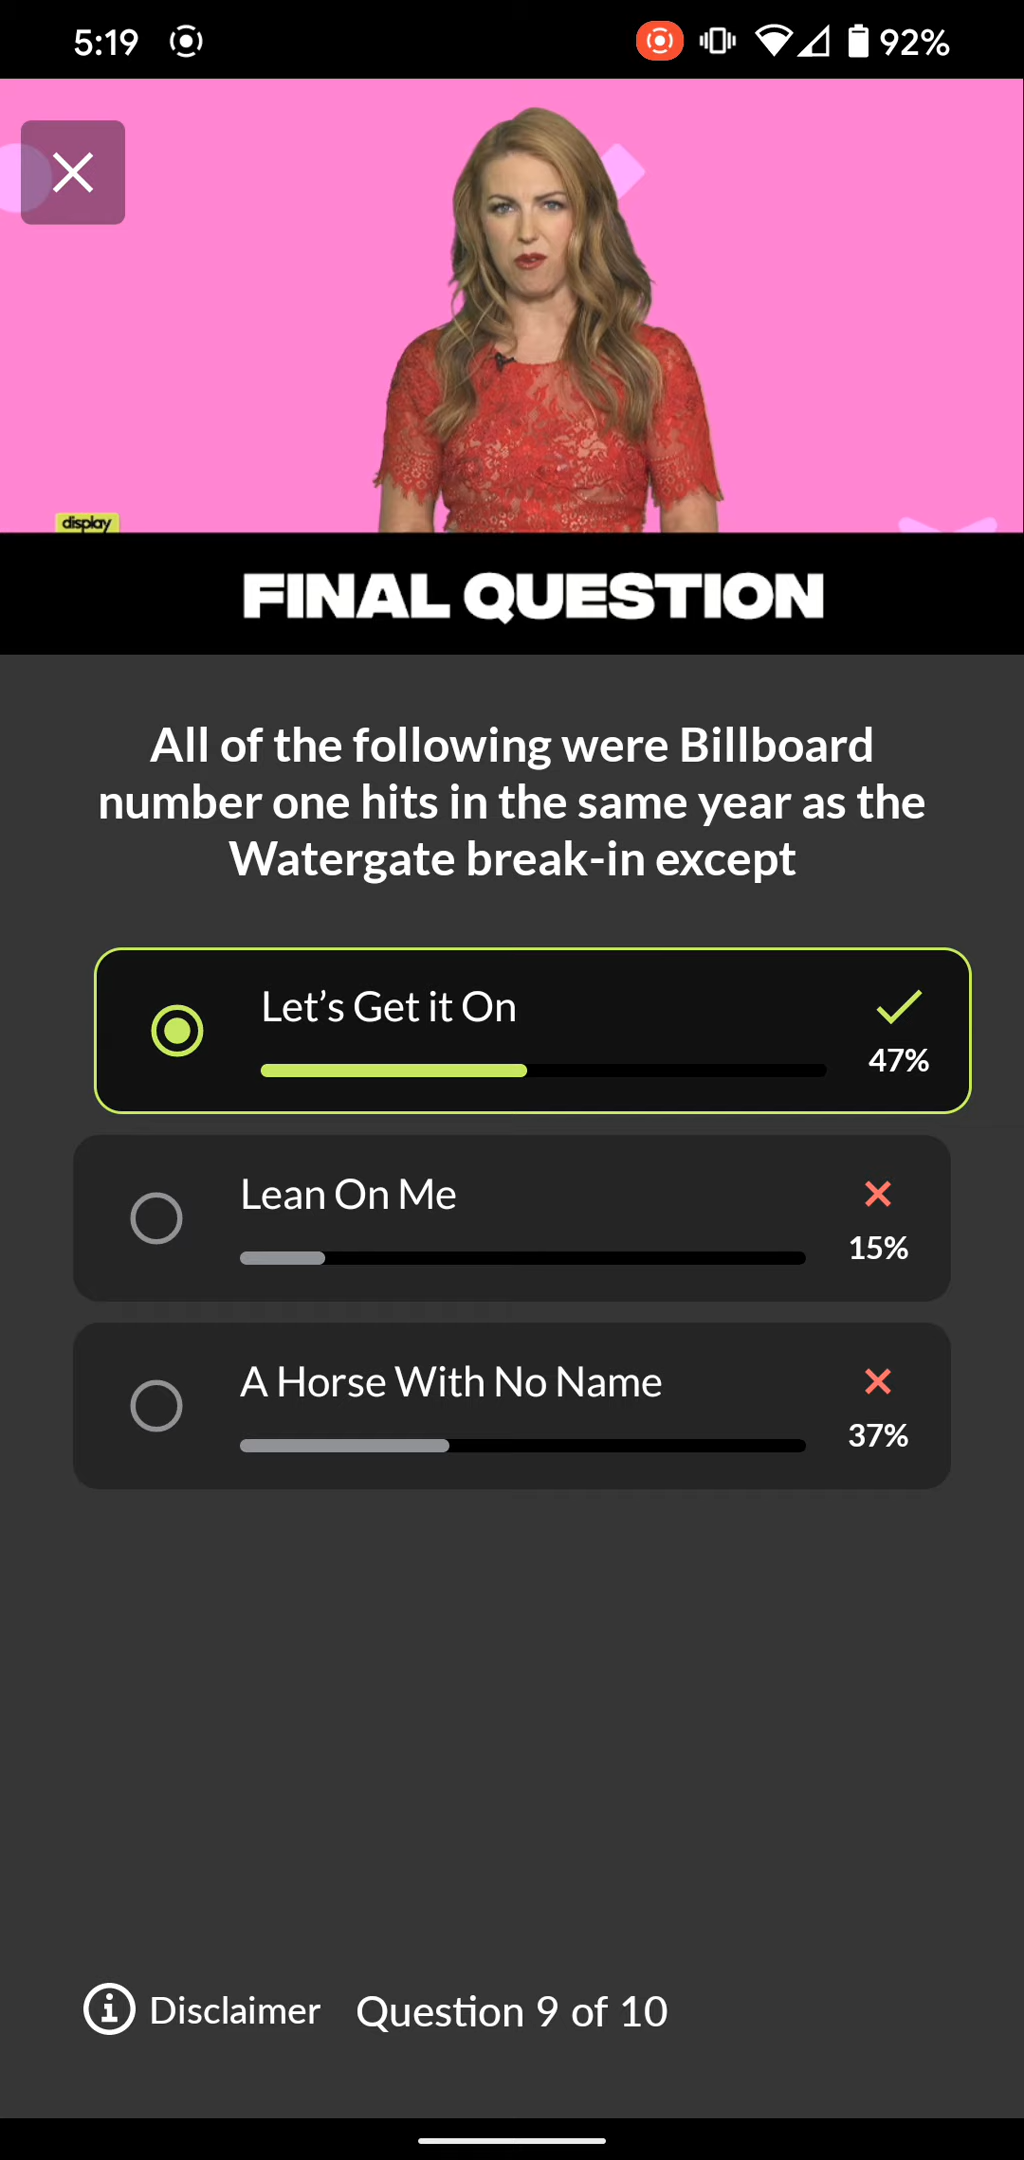 5:19
92%
display
FINAL QUESTION
All of the following were Billboard
number one hits in the same year as the
Watergate break-in except
Let’s Get it On
47%
Lean On Me
15%
A Horse With No Name
37%
Disclaimer Question 9 of 10